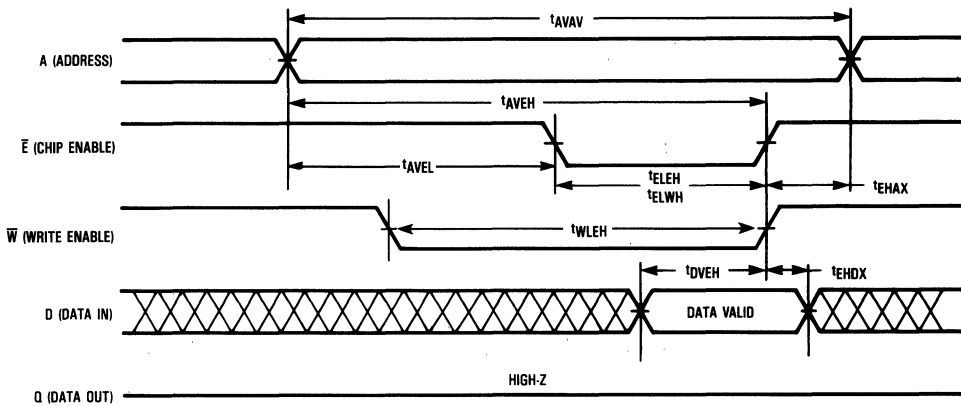 tAVAV
A (ADDRESS)
tAVEH
E̅ (CHIP ENABLE)
tAVEL
tELEH
tELWH
tEHAX
W̅ (WRITE ENABLE)
tWLEH
tDVEH
tEHDX
D (DATA IN)
DATA VALID
HIGH-Z
Q (DATA OUT)